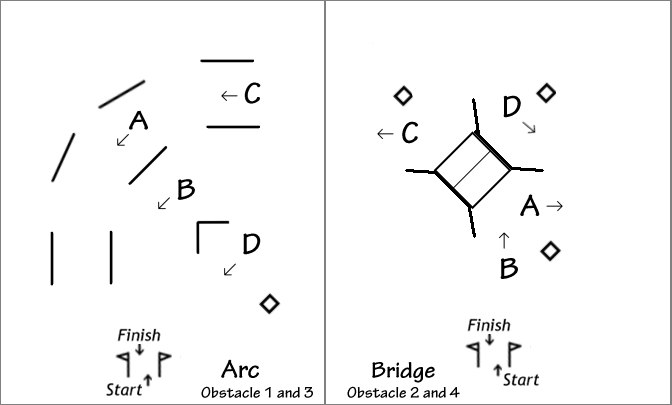 C
A
B
D
Finish
Start
Arc
Obstacle 1 and 3
D
C
A
B
Finish
Start
Bridge
Obstacle 2 and 4